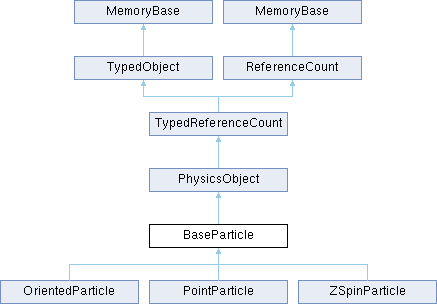 MemoryBase MemoryBase
TypedObject ReferenceCount
TypedReferenceCount
PhysicsObject
BaseParticle
OrientedParticle PointParticle ZSpinParticle